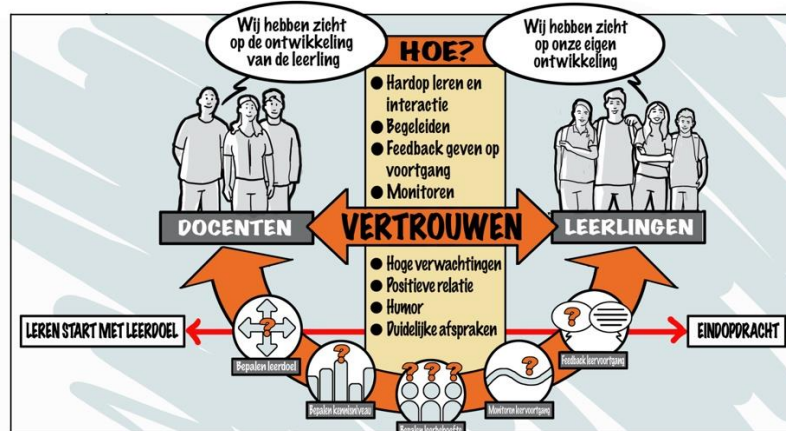 Wij hebben zicht
op de ontwikkeling
van de leerling
HOE?
Wij hebben zicht
op onze eigen
ontwikkeling
● Hardop leren en
interactie
● Begeleiden
● Feedback geven op
voortgang
● Monitoren
DOCENTEN
VERTROUWEN
LEERLINGEN
● Hoge verwachtingen
● Positieve relatie
● Humor
● Duidelijke afspraken
LEREN START MET LEERDOEL
EINDOPDRACHT
?
Bepalen leerdoel
?
Bepalen kennisniveau
? ? ?
Bepalen leerbehoefte
?
Monitoren leervoortgang
?
Feedback leervoortgang